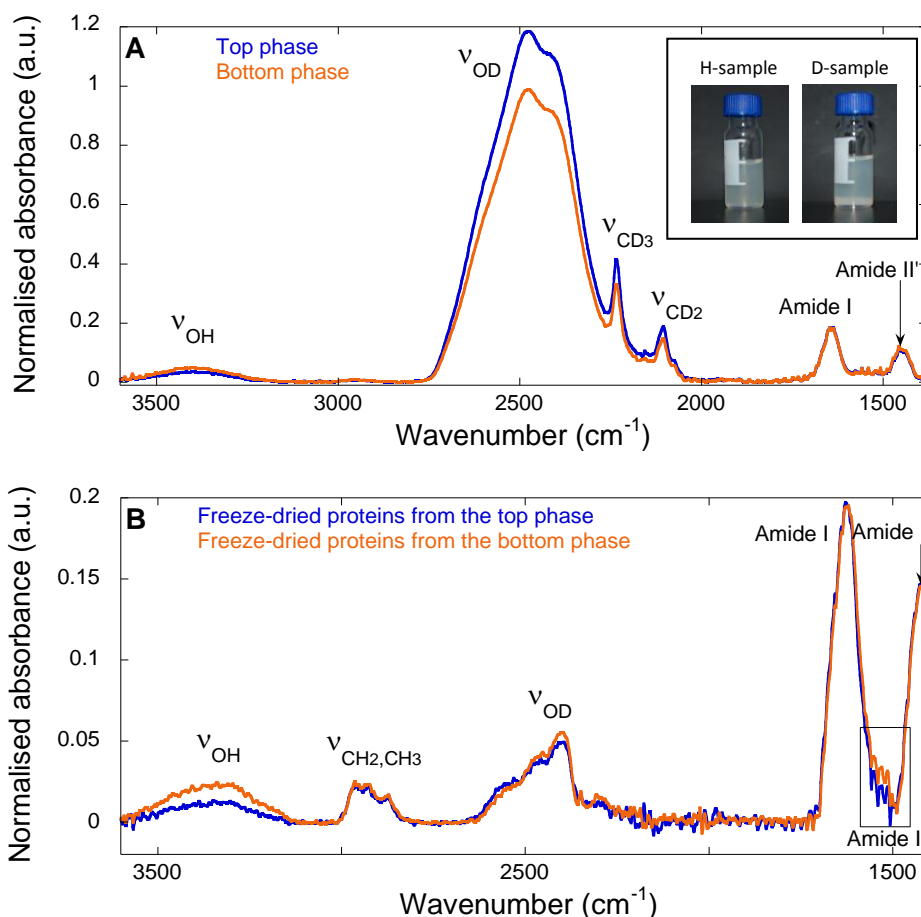 A
Top phase
Bottom phase
H-sample D-sample
1.2
1
0.8
0.6
0.4
0.2
0
Normalised absorbance (a.u.)
νOD
νCD3
νCD2
νOH
Amide I
Amide II'
3500 3000 2500 2000 1500
Wavenumber (cm-1)
B
Freeze-dried proteins from the top phase
Freeze-dried proteins from the bottom phase
0.2
0.15
0.1
0.05
0
Normalised absorbance (a.u.)
Amide I
Amide
νOD
νOH
νCH2,CH3
Amide I
3500 2500 1500
Wavenumber (cm-1)